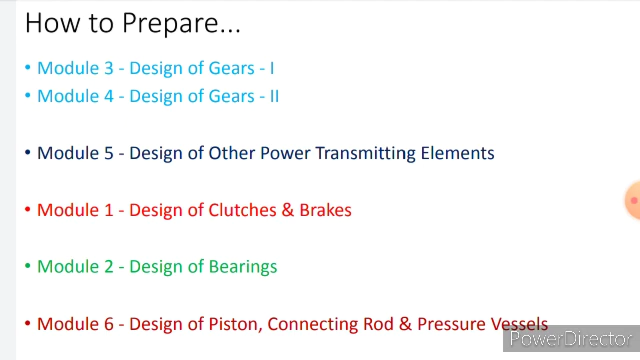 How to Prepare...
• Module 3 - Design of Gears - I
• Module 4 - Design of Gears - II
• Module 5 - Design of Other Power Transmitting Elements
• Module 1 - Design of Clutches & Brakes
• Module 2 - Design of Bearings
• Module 6 - Design of Piston, Connecting Rod & Pressure Vessels
PowerDirector